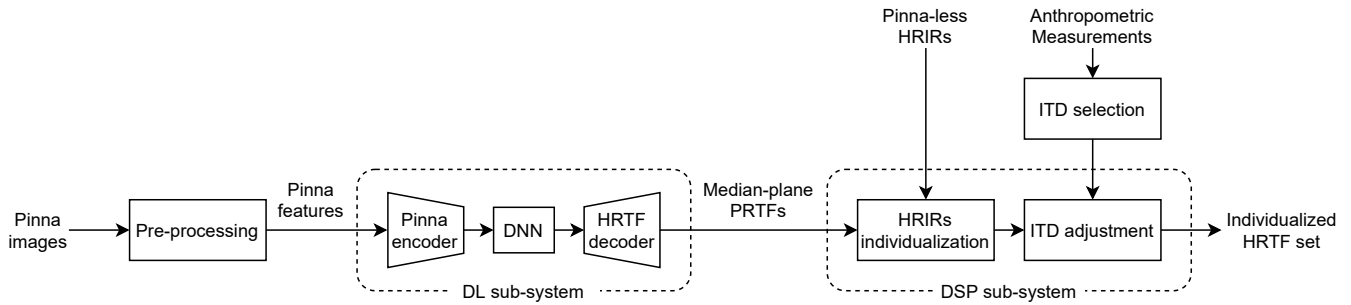 Pinna-less
HRIRs
Anthropometric
Measurements
ITD selection
Pinna
images
Pre-processing
Pinna
features
Pinna
encoder
DNN
HRTF
decoder
DL sub-system
Median-plane
PRTFs
HRIRs
individualization
ITD adjustment
DSP sub-system
Individualized
HRTF set